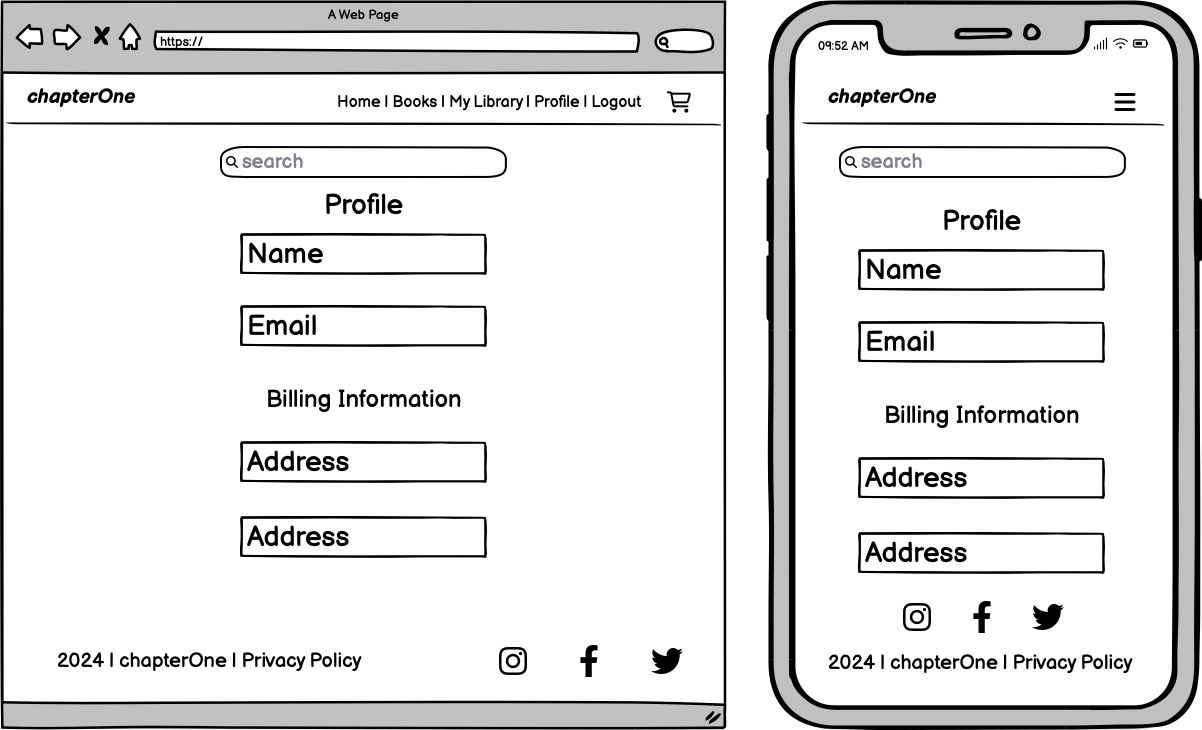 A Web Page
https://
chapterOne
Home | Books | My Library | Profile | Logout
search
Profile
Name
Email
Billing Information
Address
Address
2024 | chapterOne | Privacy Policy
09:52 AM
chapterOne
search
Profile
Name
Email
Billing Information
Address
Address
2024 | chapterOne | Privacy Policy